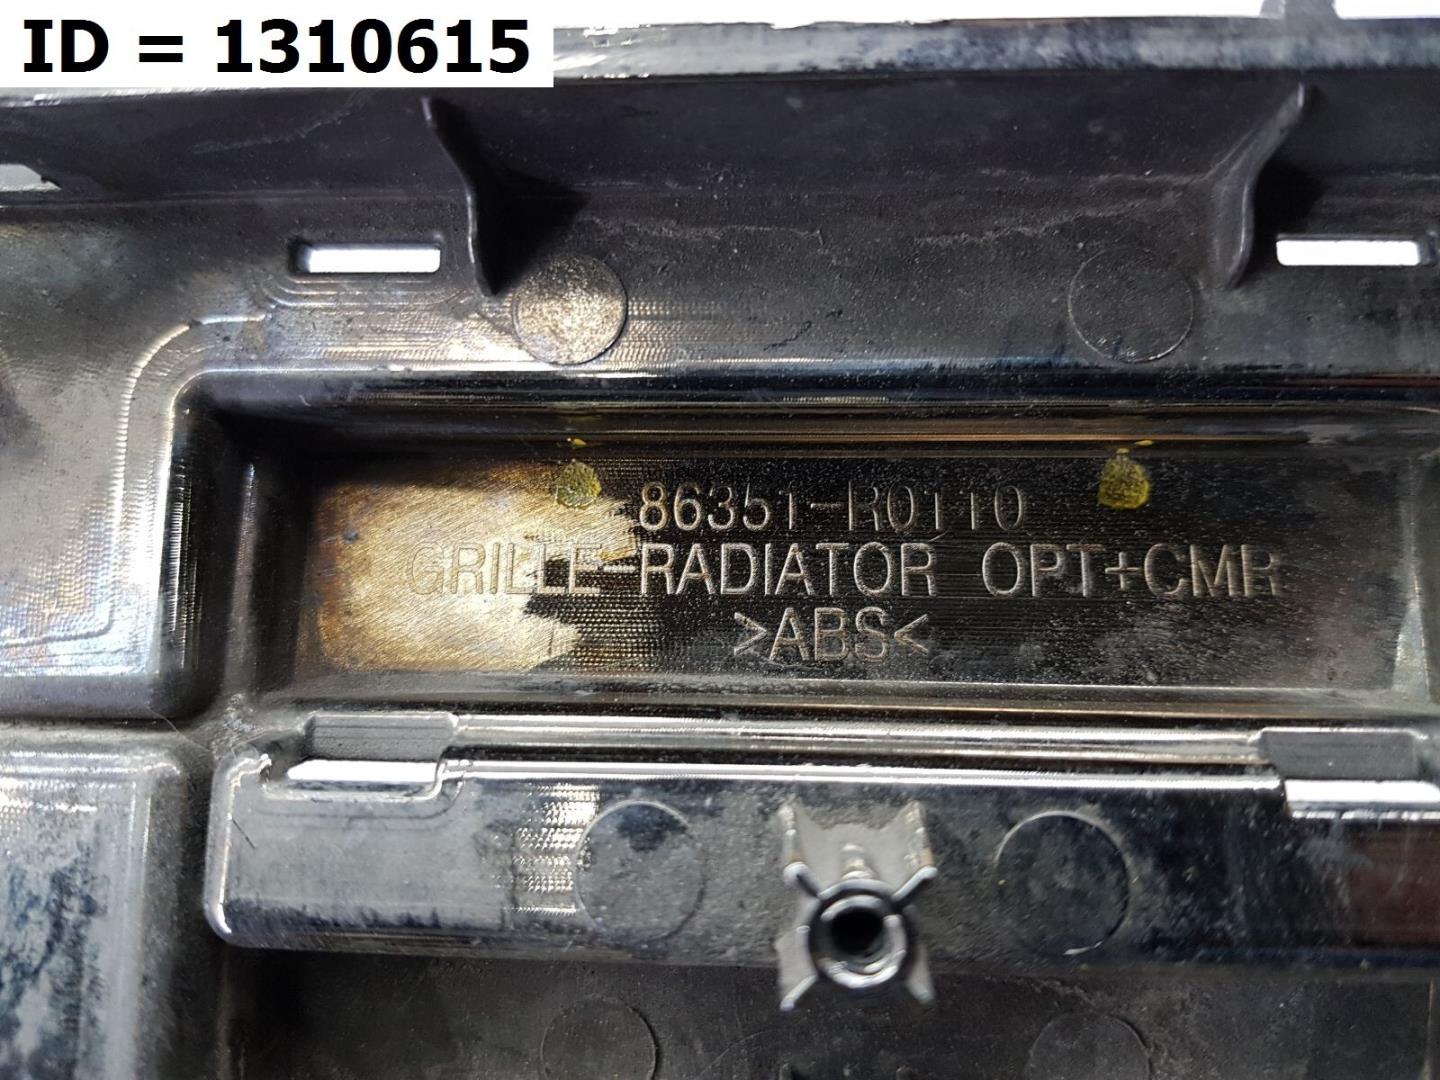 ID = 1310615
86351-R0110
GRILLE-RADIATOR OPT+CMR
>ABS<